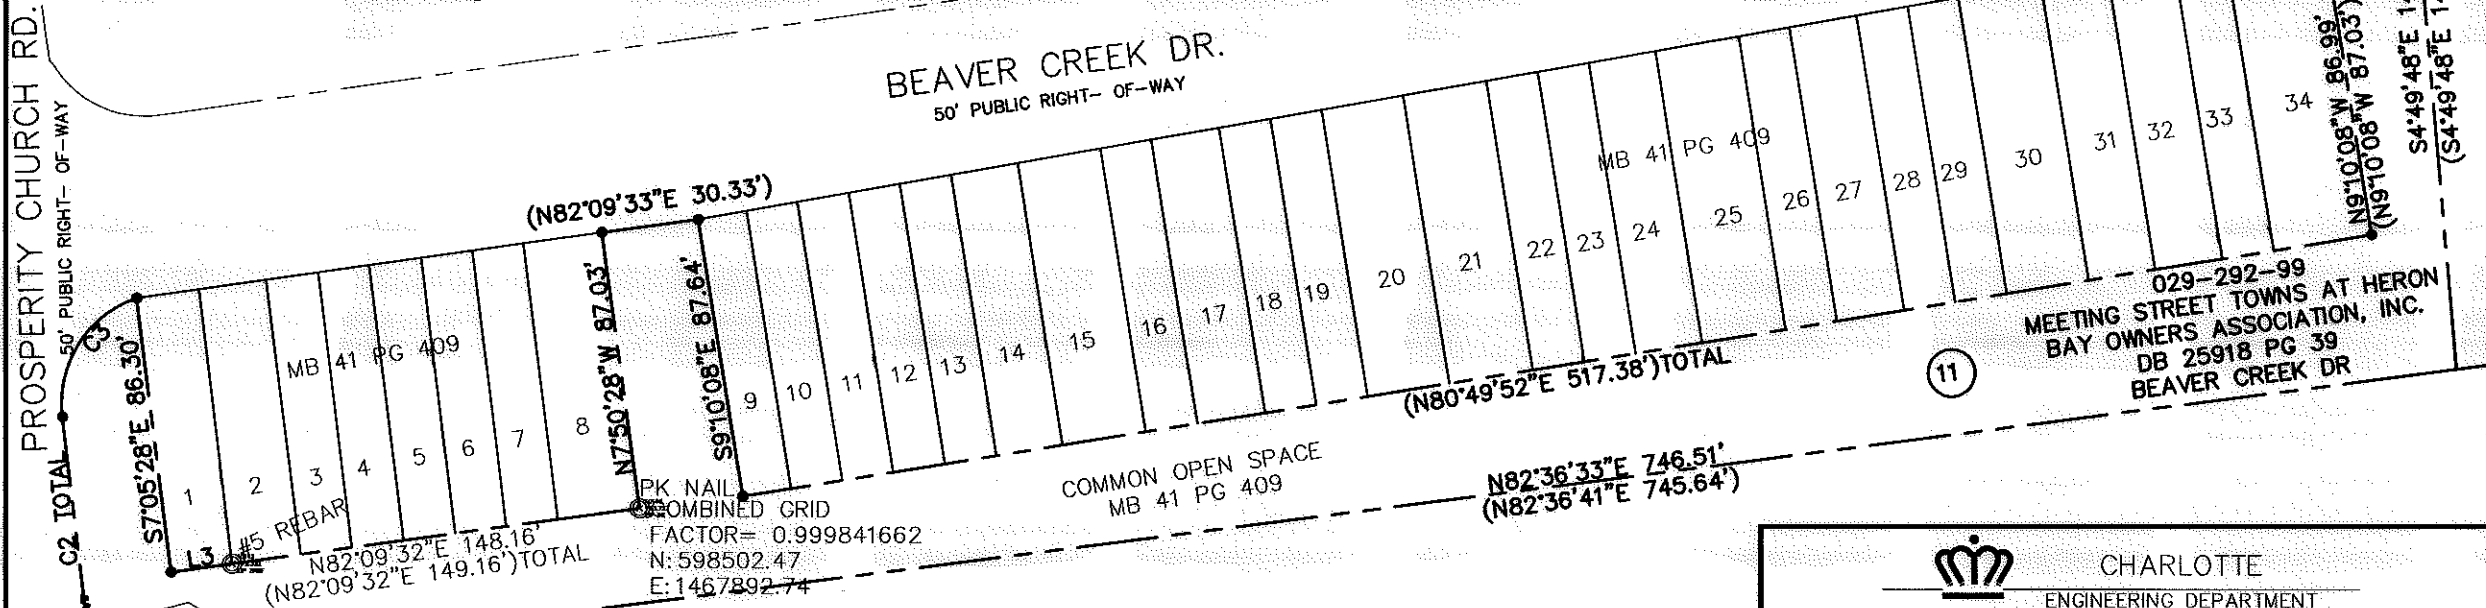 PROSPERITY CHURCH RD.
50' PUBLIC RIGHT- OF-WAY
BEAVER CREEK DR.
50' PUBLIC RIGHT- OF-WAY
(N82°09'33"E 30.33')
C3
C2 TOTAL
S7°05'28"E 86.30'
MB 41 PG 409
1
2
3
4
5
6
7
8
N7°50'28"W 87.03'
S9°10'08"E 87.64'
9
10
11
12
13
14
15
16
17
18
19
20
21
22
23
24
25
26
27
28
29
30
31
32
33
34
MB 41 PG 409
N9°10'08"W 86.99'
(N9°10'08"W 87.03')
S4°49'48"E
(S4°49'48"E
L3
#5 REBAR
N82°09'32"E 148.16'
(N82°09'32"E 149.16')TOTAL
PK NAIL
COMBINED GRID
FACTOR= 0.999841662
N: 598502.47
E: 1467892.74
(N80°49'52"E 517.38')TOTAL
COMMON OPEN SPACE
MB 41 PG 409
N82°36'33"E 746.51'
(N82°36'41"E 745.64')
11
029-292-99
MEETING STREET TOWNS AT HERON
BAY OWNERS ASSOCIATION, INC.
DB 25918 PG 39
BEAVER CREEK DR
CHARLOTTE
ENGINEERING DEPARTMENT